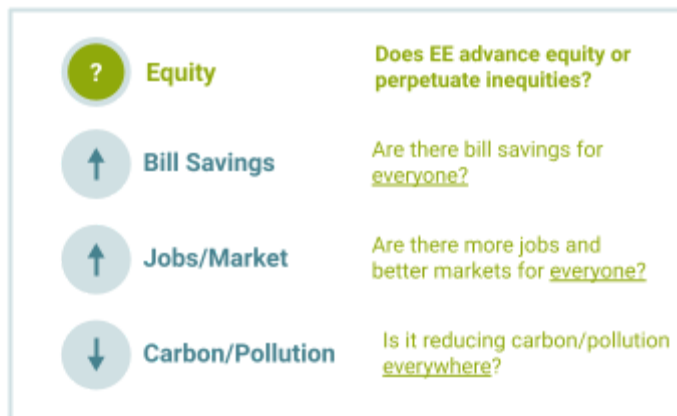 ?
Equity
Does EE advance equity or
perpetuate inequities?
Bill Savings
Are there bill savings for
everyone?
Jobs/Market
Are there more jobs and
better markets for everyone?
Carbon/Pollution
Is it reducing carbon/pollution
everywhere?